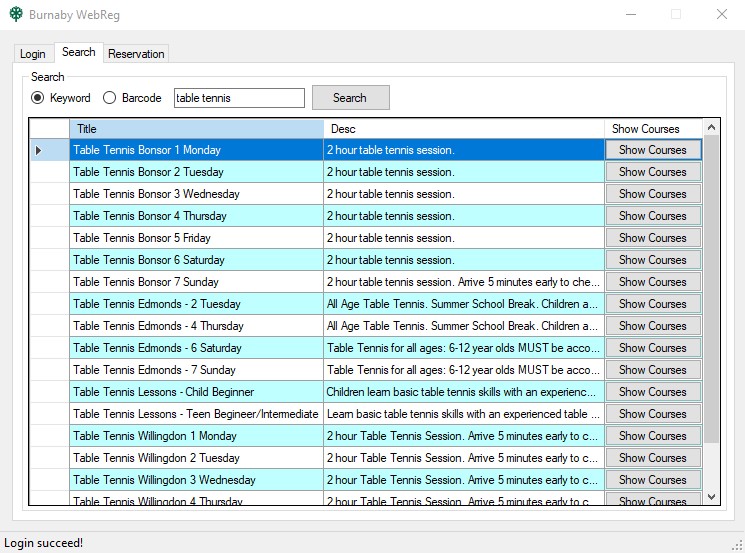 Burnaby WebReg
Login Search Reservation
Search
Keyword Barcode table tennis Search
Title Desc Show Courses
Table Tennis Bonsor 1 Monday 2 hour table tennis session. Show Courses
Table Tennis Bonsor 2 Tuesday 2 hour table tennis session. Show Courses
Table Tennis Bonsor 3 Wednesday 2 hour table tennis session. Show Courses
Table Tennis Bonsor 4 Thursday 2 hour table tennis session. Show Courses
Table Tennis Bonsor 5 Friday 2 hour table tennis session. Show Courses
Table Tennis Bonsor 6 Saturday 2 hour table tennis session. Show Courses
Table Tennis Bonsor 7 Sunday 2 hour table tennis session. Arrive 5 minutes early to che... Show Courses
Table Tennis Edmonds - 2 Tuesday All Age Table Tennis. Summer School Break. Children a... Show Courses
Table Tennis Edmonds - 4 Thursday All Age Table Tennis. Summer School Break. Children a... Show Courses
Table Tennis Edmonds - 6 Saturday Table Tennis for all ages: 6-12 year olds MUST be acco... Show Courses
Table Tennis Edmonds - 7 Sunday Table Tennis for all ages: 6-12 year olds MUST be acco... Show Courses
Table Tennis Lessons - Child Beginner Children learn basic table tennis skills with an experienc... Show Courses
Table Tennis Lessons - Teen Begineer/Intermediate Learn basic table tennis skills with an experienced table ... Show Courses
Table Tennis Willingdon 1 Monday 2 hour Table Tennis Session. Arrive 5 minutes early to c... Show Courses
Table Tennis Willingdon 2 Tuesday 2 hour Table Tennis Session. Arrive 5 minutes early to c... Show Courses
Table Tennis Willingdon 3 Wednesday 2 hour Table Tennis Session. Arrive 5 minutes early to c... Show Courses
Table Tennis Willingdon 4 Thursday 2 hour Table Tennis Session. Arrive 5 minutes early to c... Show Courses
Login succeed!